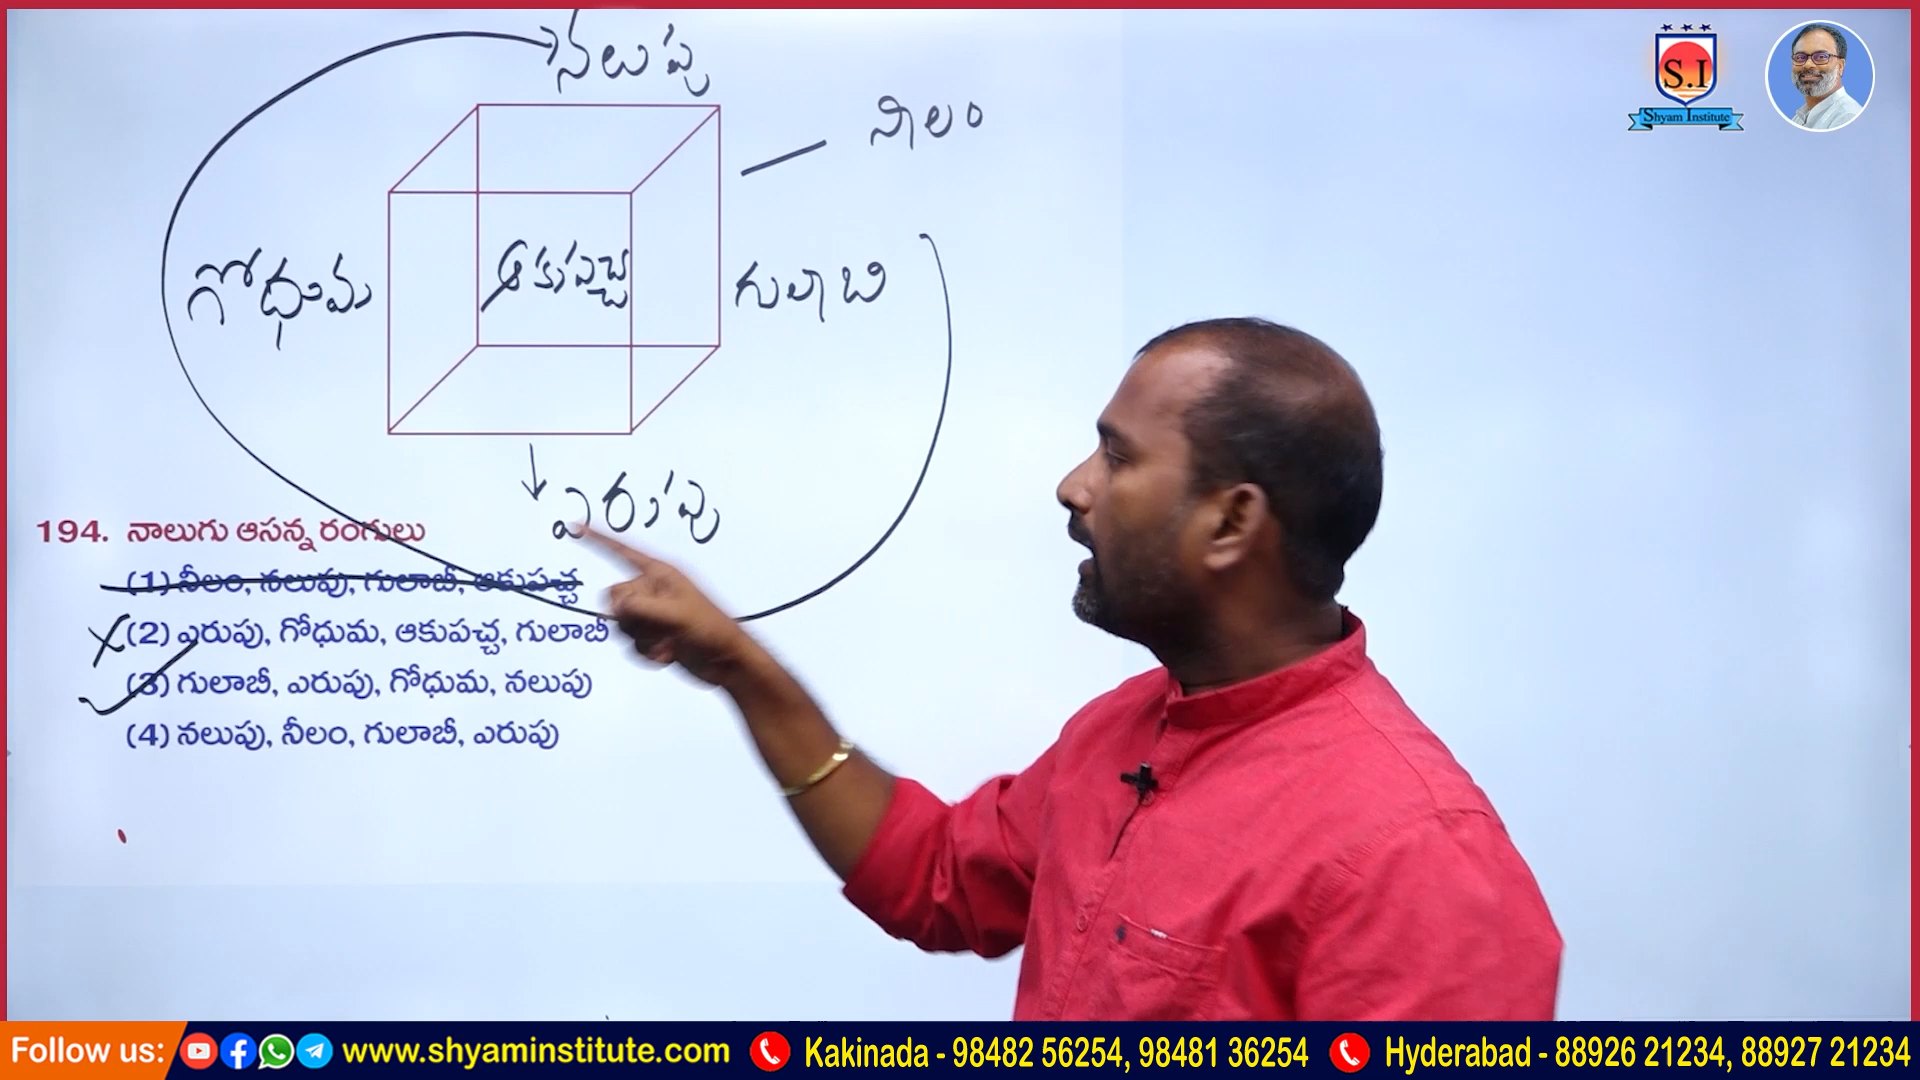 నలుపు
నీలం
S.I
Shyam Institute
గోధుమ
ఆకుపచ్చ
గులాబి
ఎరుపు
194. నాలుగు ఆసన్న రంగులు
(1) నీలం, నలుపు, గులాబీ, ఆకుపచ్చ
(2) ఎరుపు, గోధుమ, ఆకుపచ్చ, గులాబీ
(3) గులాబీ, ఎరుపు, గోధుమ, నలుపు
(4) నలుపు, నీలం, గులాబీ, ఎరుపు
Follow us: www.shyaminstitute.com Kakinada - 98482 56254, 98481 36254 Hyderabad - 88926 21234, 88927 21234